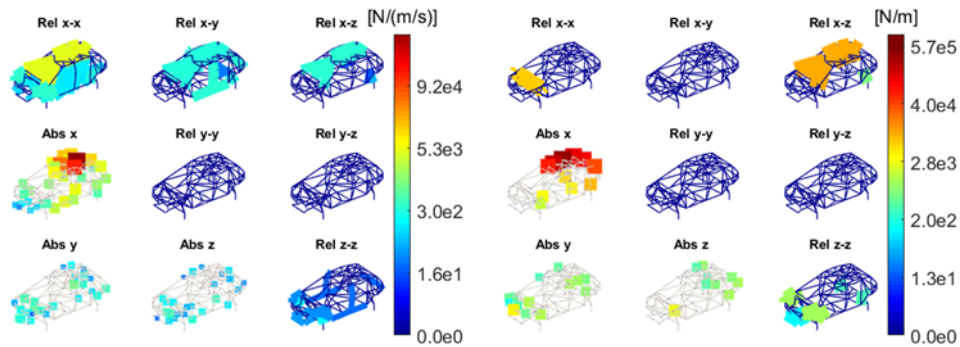 [N/(m/s)]
Rel x-x Rel x-y Rel x-z
9.2e4
Abs x Rel y-y Rel y-z
5.3e3
3.0e2
Abs y Abs z Rel z-z
1.6e1
0.0e0
[N/m]
Rel x-x Rel x-y Rel x-z
5.7e5
4.0e4
Abs x Rel y-y Rel y-z
2.8e3
2.0e2
Abs y Abs z Rel z-z
1.3e1
0.0e0